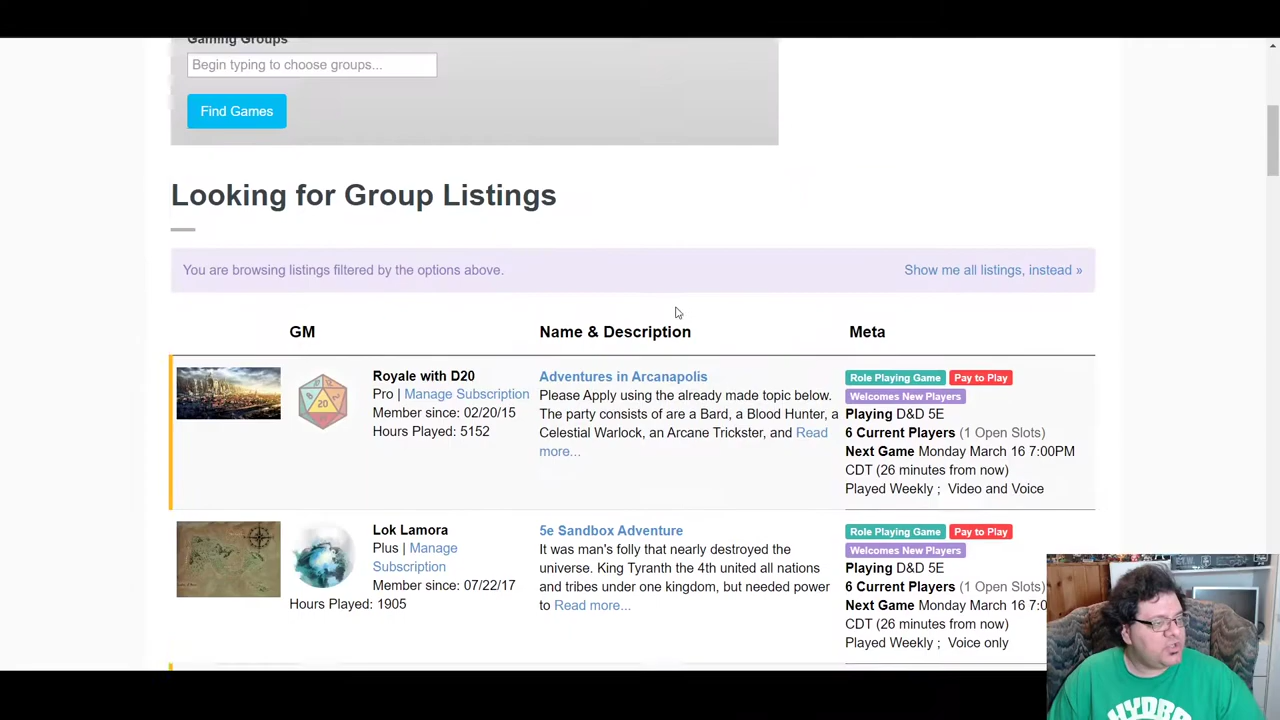 Gaming Groups
Begin typing to choose groups...
Find Games
Looking for Group Listings
You are browsing listings filtered by the options above.
Show me all listings, instead »
GM
Name & Description
Meta
Royale with D20
Pro | Manage Subscription
Member since: 02/20/15
Hours Played: 5152
20
Adventures in Arcanapolis
Please Apply using the already made topic below.
The party consists of are a Bard, a Blood Hunter, a
Celestial Warlock, an Arcane Trickster, and Read
more...
Role Playing Game Pay to Play
Welcomes New Players
Playing D&D 5E
6 Current Players (1 Open Slots)
Next Game Monday March 16 7:00PM
CDT (26 minutes from now)
Played Weekly ; Video and Voice
Lok Lamora
Plus | Manage
Subscription
Member since: 07/22/17
Hours Played: 1905
5e Sandbox Adventure
It was man's folly that nearly destroyed the
universe. King Tyranth the 4th united all nations
and tribes under one kingdom, but needed power
to Read more...
Role Playing Game Pay to Play
Welcomes New Players
Playing D&D 5E
6 Current Players (1 Open Slots)
Next Game Monday March 16 7:0
CDT (26 minutes from now)
Played Weekly ; Voice only